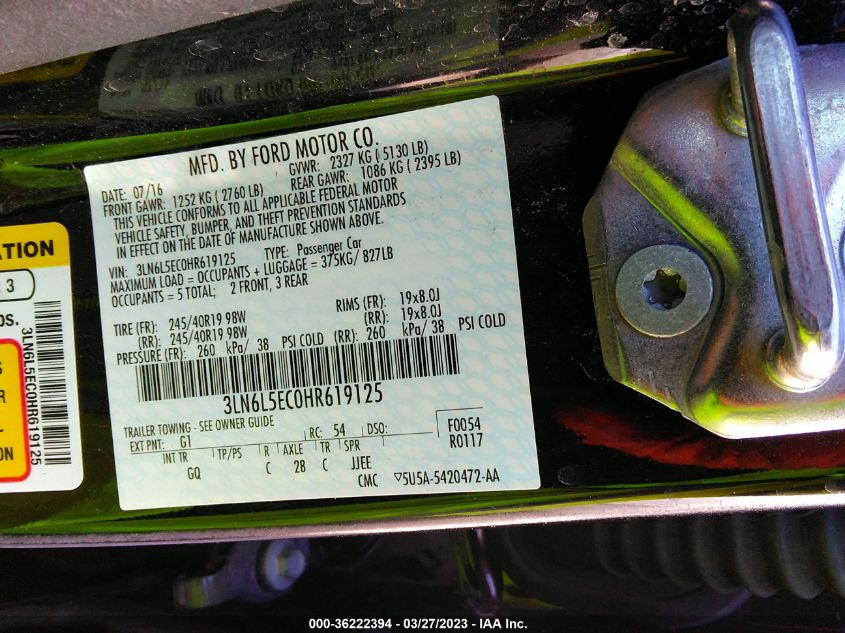 MFD. BY FORD MOTOR CO.
DATE: 07/16 GVWR: 2327 KG ( 5130 LB)
FRONT GAWR: 1252 KG ( 2760 LB) REAR GAWR: 1086 KG ( 2395 LB)
THIS VEHICLE CONFORMS TO ALL APPLICABLE FEDERAL MOTOR
VEHICLE SAFETY, BUMPER, AND THEFT PREVENTION STANDARDS
IN EFFECT ON THE DATE OF MANUFACTURE SHOWN ABOVE.
VIN: 3LN6L5EC0HR619125 TYPE: Passenger Car
MAXIMUM LOAD = OCCUPANTS + LUGGAGE = 375KG/ 827LB
OCCUPANTS = 5 TOTAL; 2 FRONT, 3 REAR
TIRE (FR): 245/40R19 98W RIMS (FR): 19x8.0J
(RR): 245/40R19 98W (RR): 19x8.0J
PRESSURE (FR): 260 kPa/ 38 PSI COLD (RR): 260 kPa/ 38 PSI COLD
3LN6L5EC0HR619125
TRAILER TOWING - SEE OWNER GUIDE
EXT PNT: G1 RC: 54 DSO: F0054
R0117
INT TR TP/PS R AXLE TR SPR
GQ C 28 C JJEE
CMC ▽5U5A-5420472-AA
ATION
: 3
os.
3LN6L5EC0HR619125
000-36222394 - 03/27/2023 - IAA Inc.